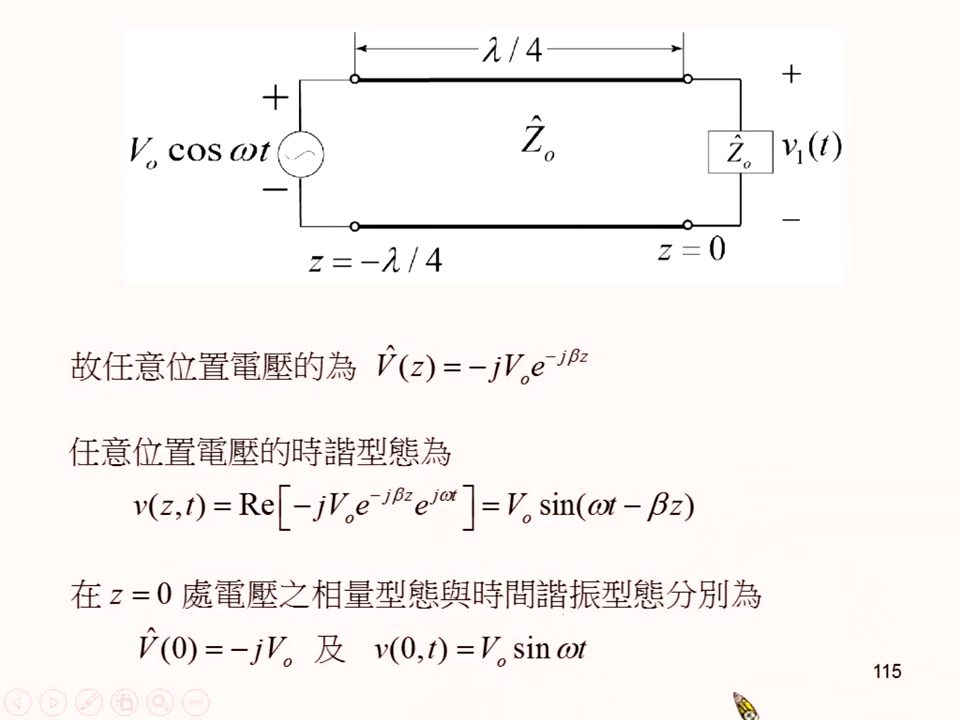 λ / 4
+ +
V_o cos ωt Ẑ_o Ẑ_o v_1(t)
− −
z = −λ / 4 z = 0
故任意位置電壓的為 V̂(z) = −jV_o e^{−jβz}
任意位置電壓的時諧型態為
v(z,t) = Re[−jV_o e^{−jβz} e^{jωt}] = V_o sin(ωt − βz)
在 z = 0 處電壓之相量型態與時間諧振型態分別為
V̂(0) = −jV_o 及 v(0,t) = V_o sin ωt
115